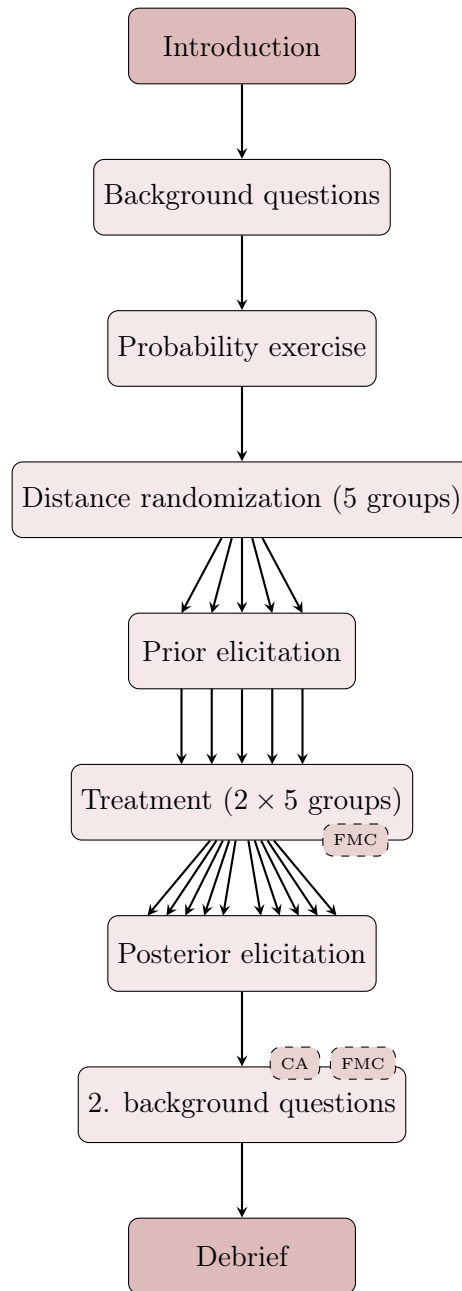 Introduction
Background questions
Probability exercise
Distance randomization (5 groups)
Prior elicitation
Treatment (2 × 5 groups)
FMC
Posterior elicitation
CA FMC
2. background questions
Debrief